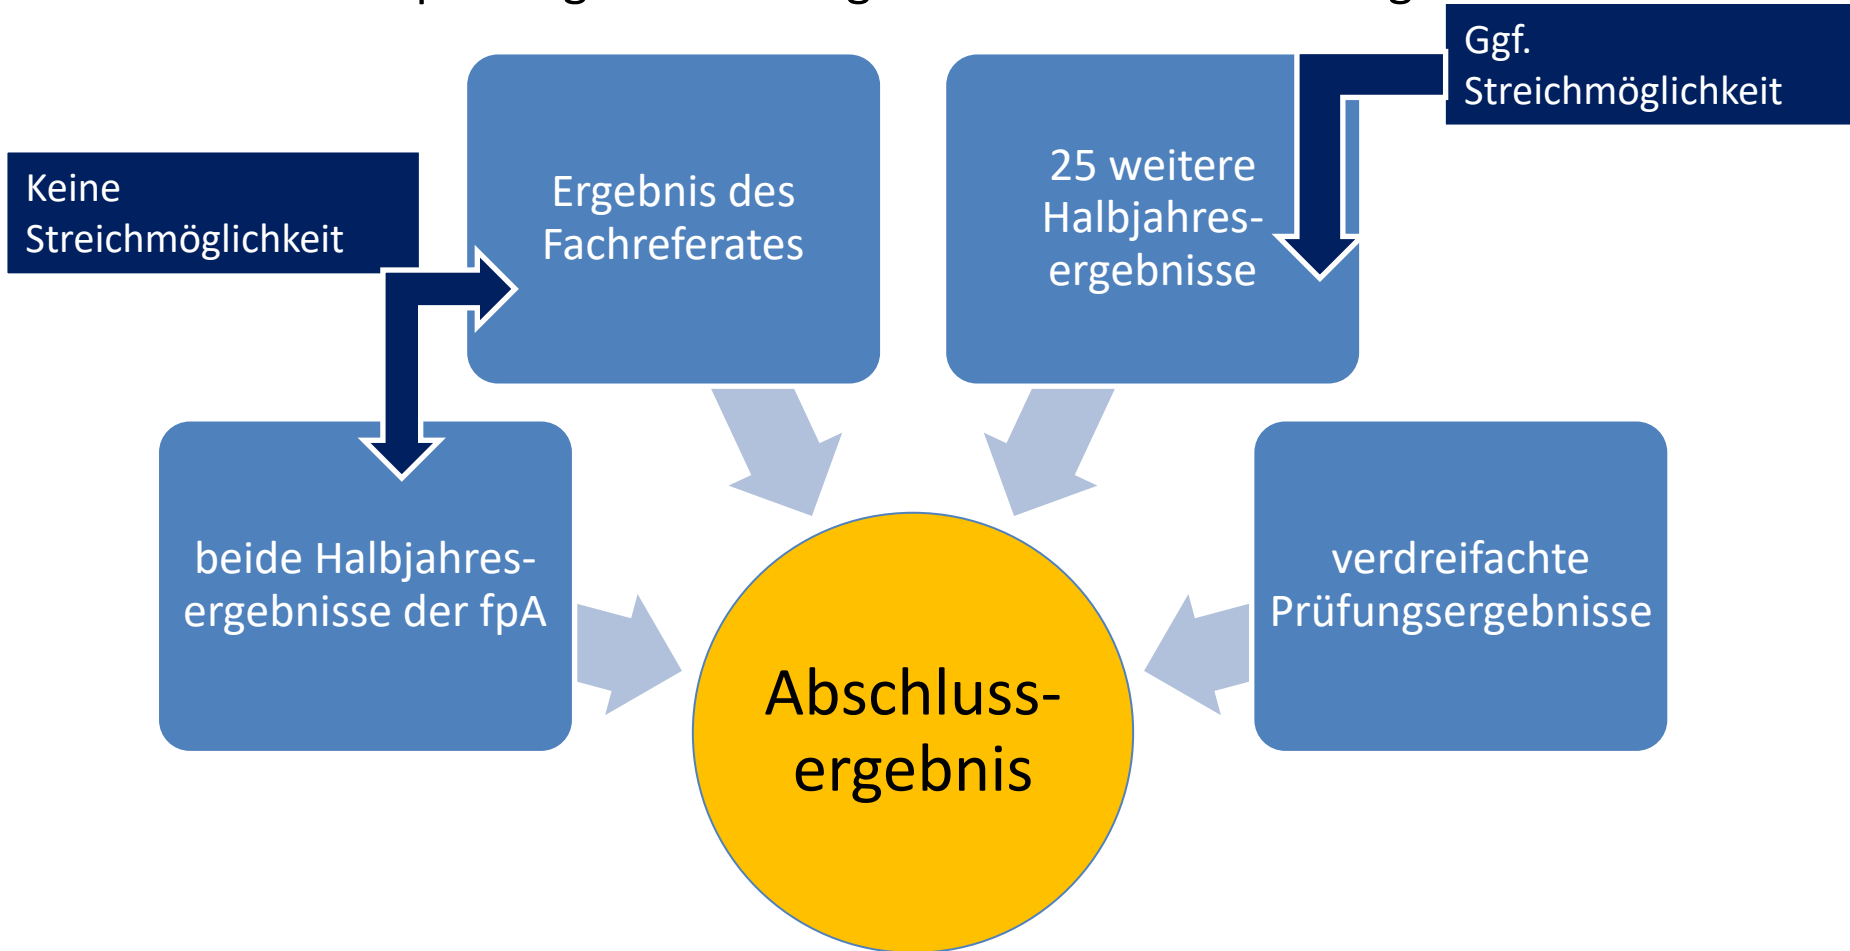 Ggf.
Streichmöglichkeit
Keine
Streichmöglichkeit
Ergebnis des
Fachreferates
25 weitere
Halbjahres-
ergebnisse
beide Halbjahres-
ergebnisse der fpA
verdreifachte
Prüfungsergebnisse
Abschluss-
ergebnis